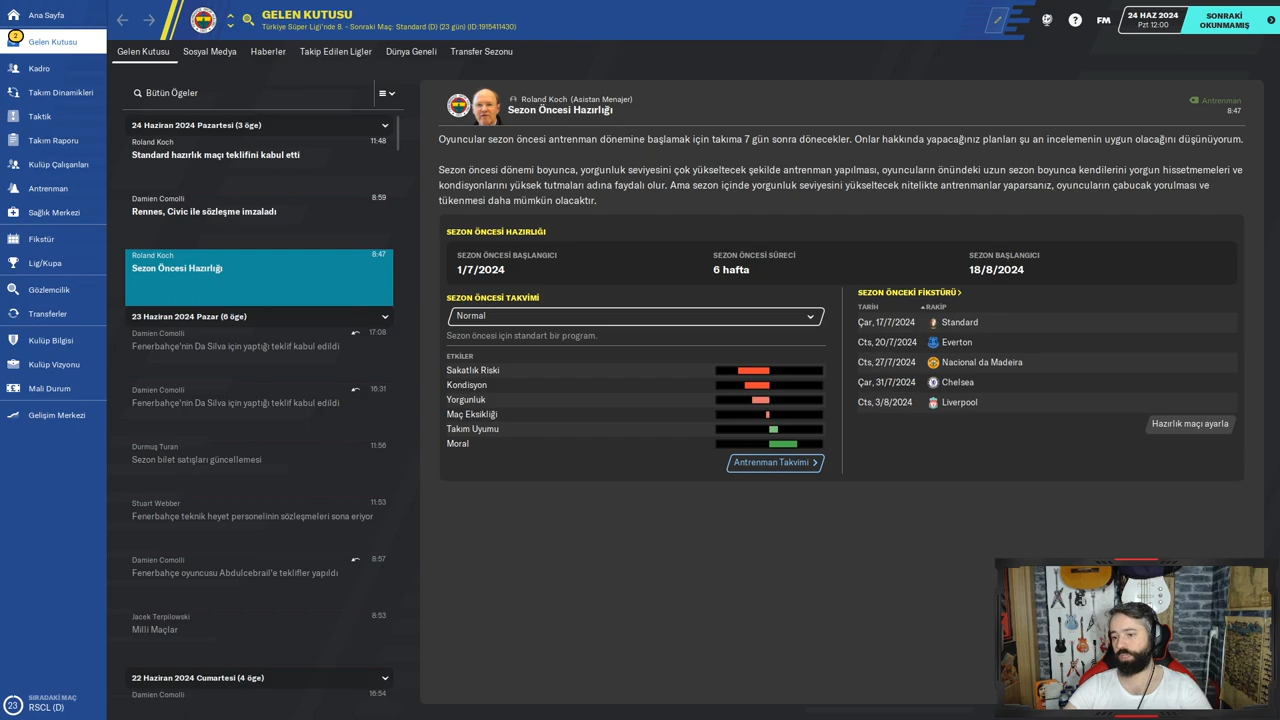 Ana Sayfa
2
Gelen Kutusu
Kadro
Takım Dinamikleri
Taktik
Takım Raporu
Kulüp Çalışanları
Antrenman
Sağlık Merkezi
Fikstür
Lig/Kupa
Gözlemcilik
Transferler
Kulüp Bilgisi
Kulüp Vizyonu
Mali Durum
Gelişim Merkezi
23
SIRADAKİ MAÇ
RSCL (D)
GELEN KUTUSU
Türkiye Süper Ligi'nde 8. - Sonraki Maç: Standard (D) (23 gün) (ID:1915411430)
FM
24 HAZ 2024
Pzt 12:00
SONRAKİ
OKUNMAMIŞ
Gelen Kutusu
Sosyal Medya
Haberler
Takip Edilen Ligler
Dünya Geneli
Transfer Sezonu
Bütün Ögeler
24 Haziran 2024 Pazartesi (3 öge)
Roland Koch 11:48
Standard hazırlık maçı teklifini kabul etti
Damien Comolli 8:59
Rennes, Civic ile sözleşme imzaladı
Roland Koch 8:47
Sezon Öncesi Hazırlığı
23 Haziran 2024 Pazar (6 öge)
Damien Comolli 17:08
Fenerbahçe'nin Da Silva için yaptığı teklif kabul edildi
Damien Comolli 16:31
Fenerbahçe'nin Da Silva için yaptığı teklif kabul edildi
Durmuş Turan 11:56
Sezon bilet satışları güncellemesi
Stuart Webber 11:53
Fenerbahçe teknik heyet personelinin sözleşmeleri sona eriyor
Damien Comolli 8:57
Fenerbahçe oyuncusu Abdulcebrail'e teklifler yapıldı
Jacek Terpilowski 8:53
Milli Maçlar
22 Haziran 2024 Cumartesi (4 öge)
Damien Comolli 16:54
Roland Koch (Asistan Menajer)
Sezon Öncesi Hazırlığı
Antrenman
8:47
Oyuncular sezon öncesi antrenman dönemine başlamak için takıma 7 gün sonra dönecekler. Onlar hakkında yapacağınız planları şu an incelemenin uygun olacağını düşünüyorum.
Sezon öncesi dönemi boyunca, yorgunluk seviyesini çok yükseltecek şekilde antrenman yapılması, oyuncuların önündeki uzun sezon boyunca kendilerini yorgun hissetmemeleri ve
kondisyonlarını yüksek tutmaları adına faydalı olur. Ama sezon içinde yorgunluk seviyesini yükseltecek nitelikte antrenmanlar yaparsanız, oyuncuların çabucak yorulması ve
tükenmesi daha mümkün olacaktır.
SEZON ÖNCESİ HAZIRLIĞI
SEZON ÖNCESİ BAŞLANGICI
1/7/2024
SEZON ÖNCESİ SÜRECİ
6 hafta
SEZON BAŞLANGICI
18/8/2024
SEZON ÖNCESİ TAKVİMİ
Normal
Sezon öncesi için standart bir program.
ETKİLER
Sakatlık Riski
Kondisyon
Yorgunluk
Maç Eksikliği
Takım Uyumu
Moral
Antrenman Takvimi
SEZON ÖNCEKİ FİKSTÜRÜ
TARİH RAKİP
Çar, 17/7/2024 Standard
Cts, 20/7/2024 Everton
Cts, 27/7/2024 Nacional da Madeira
Çar, 31/7/2024 Chelsea
Cts, 3/8/2024 Liverpool
Hazırlık maçı ayarla